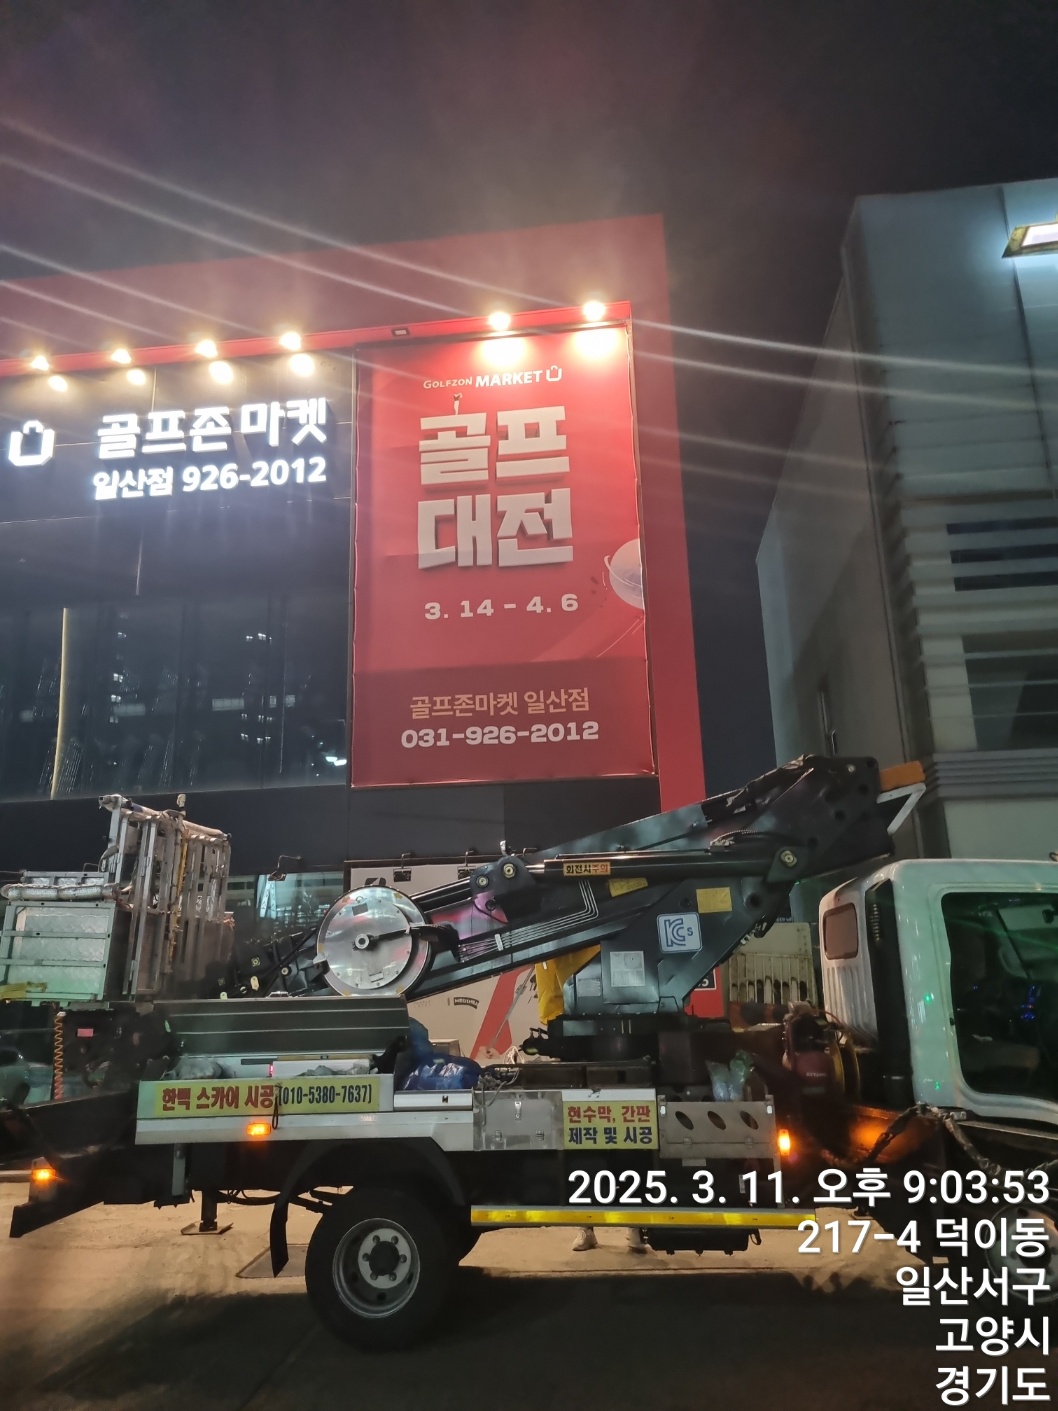 골프존마켓
일산점 926-2012
GOLFZON MARKET
골프
대전
3. 14 - 4. 6
골프존마켓 일산점
031-926-2012
회전시주의
KCs
한백 스카이 시공 [010-5380-7637]
현수막, 간판
제작 및 시공
2025. 3. 11. 오후 9:03:53
217-4 덕이동
일산서구
고양시
경기도